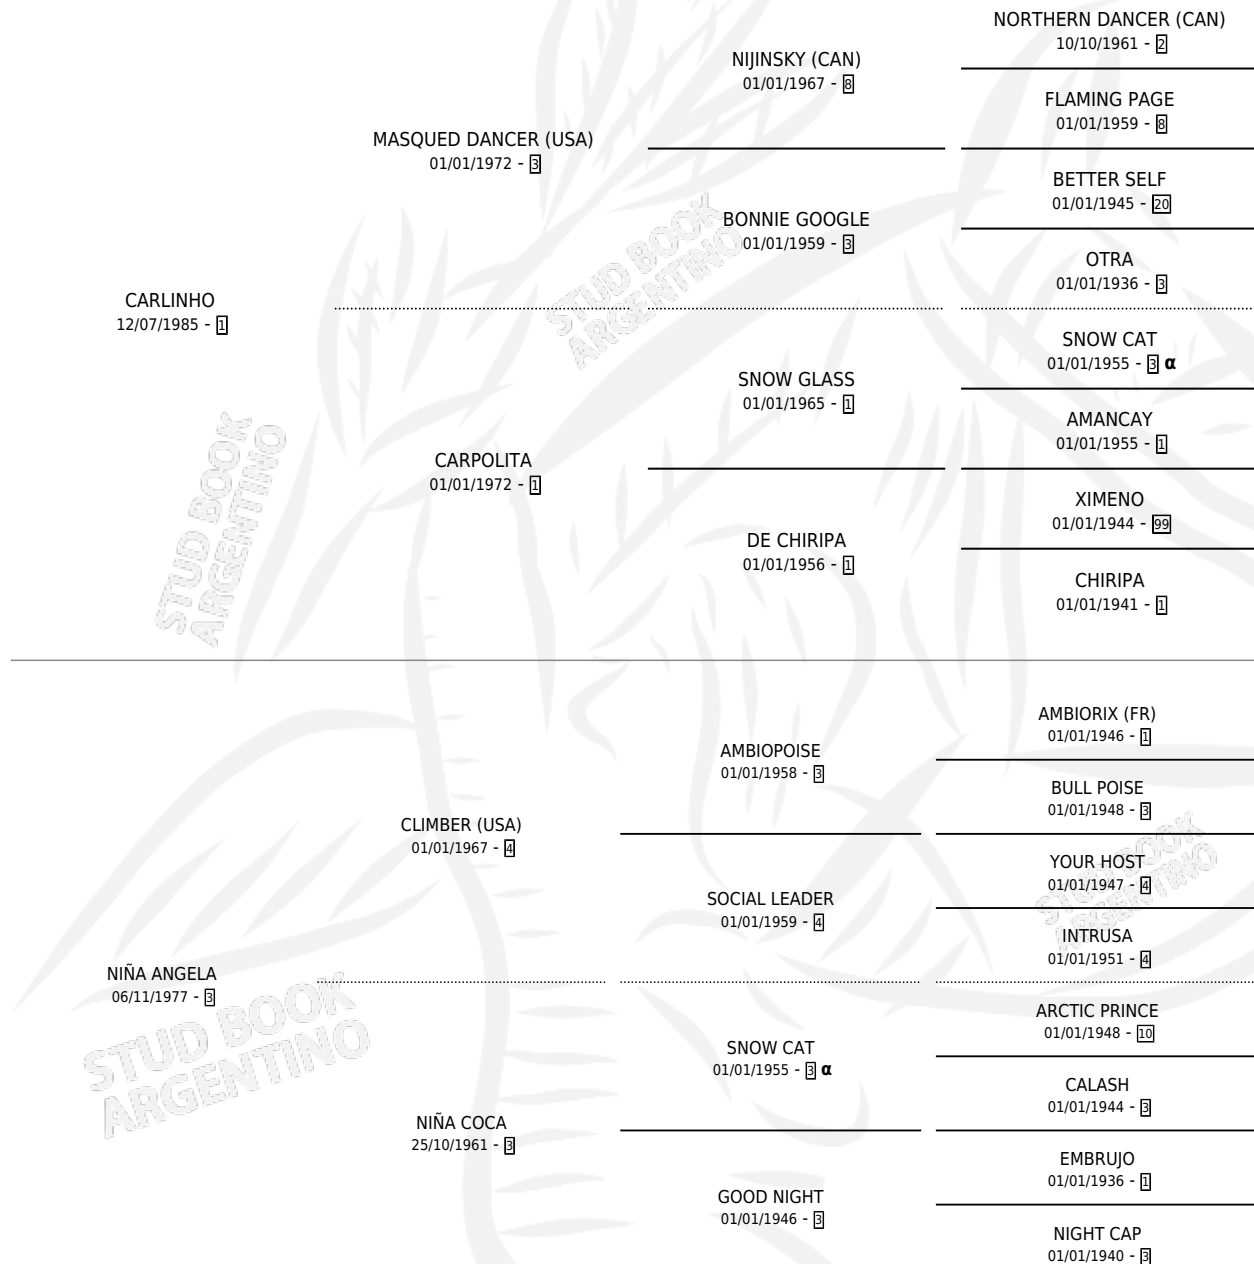 NORTHERN DANCER (CAN)
10/10/1961 - 2
NIJINSKY (CAN)
01/01/1967 - 8
FLAMING PAGE
01/01/1959 - 8
MASQUED DANCER (USA)
01/01/1972 - 3
BETTER SELF
01/01/1945 - 20
BONNIE GOOGLE
01/01/1959 - 3
OTRA
01/01/1936 - 3
CARLINHO
12/07/1985 - 1
SNOW CAT
01/01/1955 - 3 α
SNOW GLASS
01/01/1965 - 1
AMANCAY
01/01/1955 - 1
CARPOLITA
01/01/1972 - 1
XIMENO
01/01/1944 - 99
DE CHIRIPA
01/01/1956 - 1
CHIRIPA
01/01/1941 - 1
AMBIORIX (FR)
01/01/1946 - 1
AMBIOPOISE
01/01/1958 - 3
BULL POISE
01/01/1948 - 3
CLIMBER (USA)
01/01/1967 - 4
YOUR HOST
01/01/1947 - 4
SOCIAL LEADER
01/01/1959 - 4
INTRUSA
01/01/1951 - 4
NIÑA ANGELA
06/11/1977 - 3
ARCTIC PRINCE
01/01/1948 - 10
SNOW CAT
01/01/1955 - 3 α
CALASH
01/01/1944 - 3
NIÑA COCA
25/10/1961 - 3
EMBRUJO
01/01/1936 - 1
GOOD NIGHT
01/01/1946 - 3
NIGHT CAP
01/01/1940 - 3
STUD BOOK
ARGENTINO
STUD BOOK
ARGENTINO
STUD BOOK
ARGENTINO
STUD BOOK
ARGENTINO